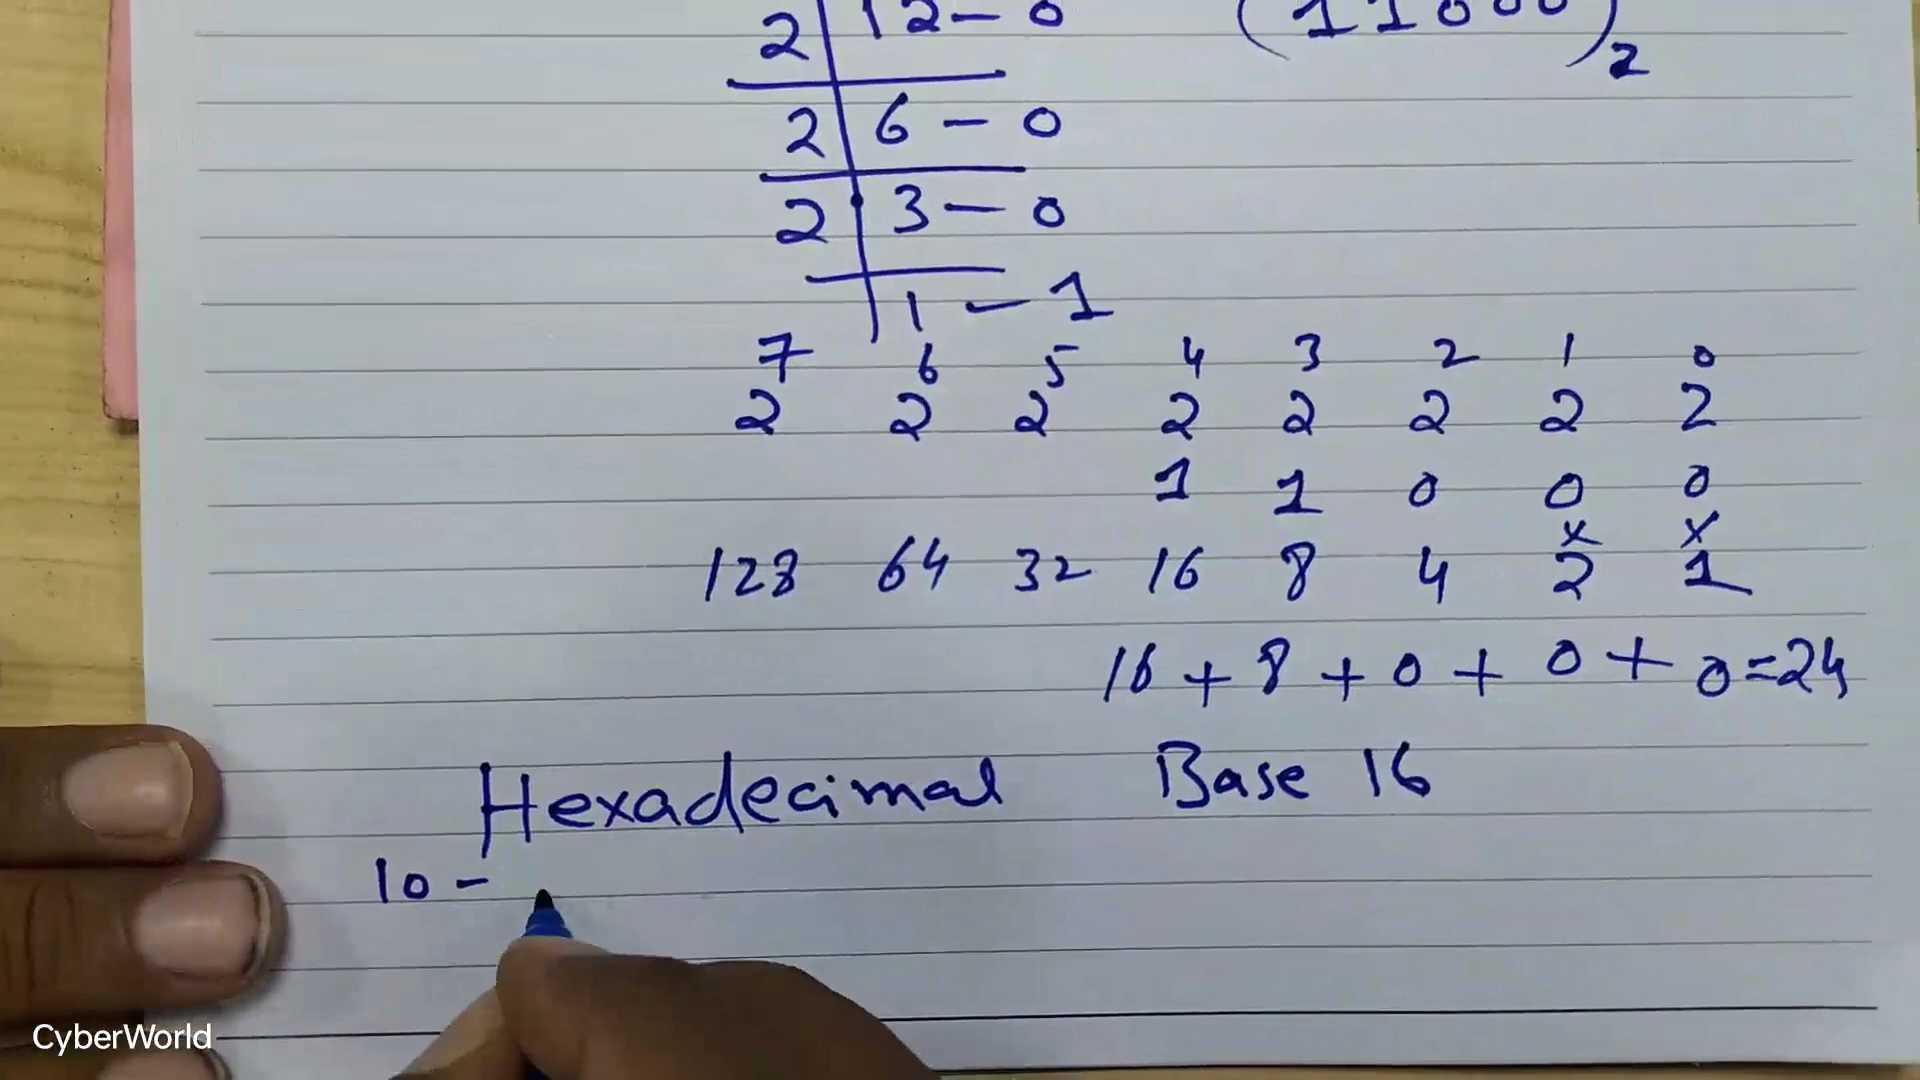 2 12 - 0 (11000)2
2 6 - 0
2 3 - 0
1 - 1
7 6 5 4 3 2 1 0
2 2 2 2 2 2 2 2
1 1 0 0 0
x x
128 64 32 16 8 4 2 1
16 + 8 + 0 + 0 + 0 = 24
Hexadecimal Base 16
10 -
CyberWorld